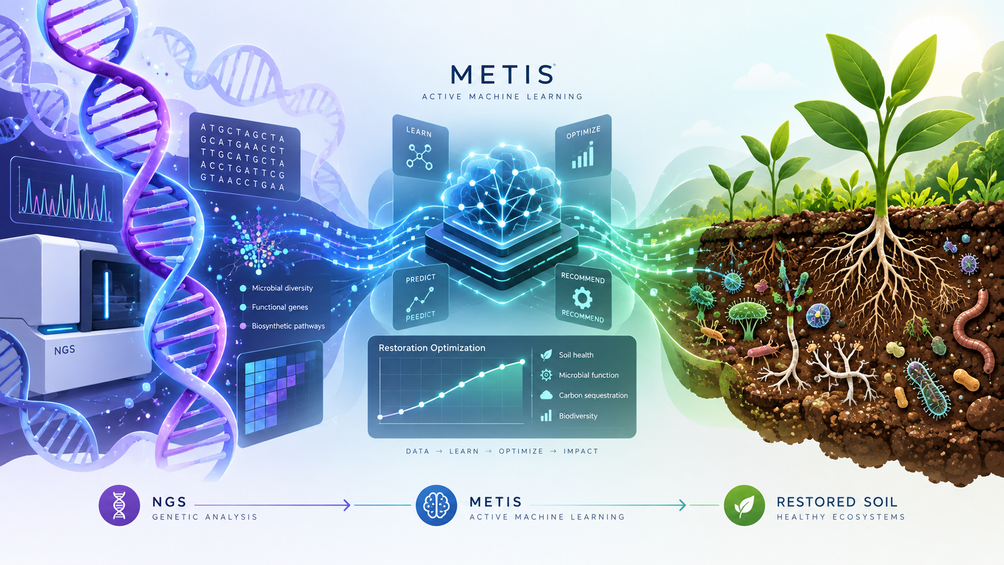 METIS
ACTIVE MACHINE LEARNING
ATGCTAGCTA
GCATGAACCT
TTGCATGCTA
ACCTGATTCG
GTAACCTGAA
LEARN
OPTIMIZE
NGS
Microbial diversity
Functional genes
Biosynthetic pathways
PREDICT
PEEDICT
RECOMMEND
RECOMMEND
Restoration Optimization
Soil health
Microbial function
Carbon sequestration
Biodiversity
DATA → LEARN → OPTIMIZE → IMPACT
NGS
GENETIC ANALYSIS
METIS
ACTIVE MACHINE LEARNING
RESTORED SOIL
HEALTHY ECOSYSTEMS